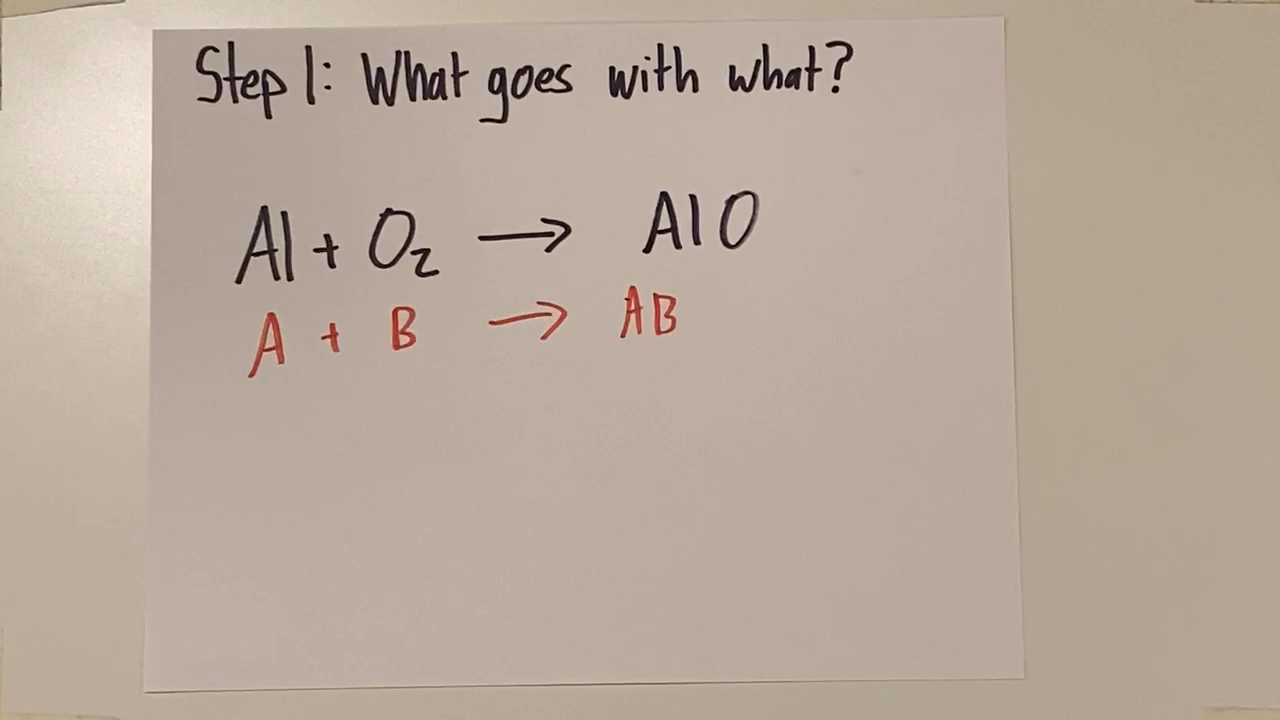 Step 1: What goes with what?
Al + O₂ → AlO
A + B → AB